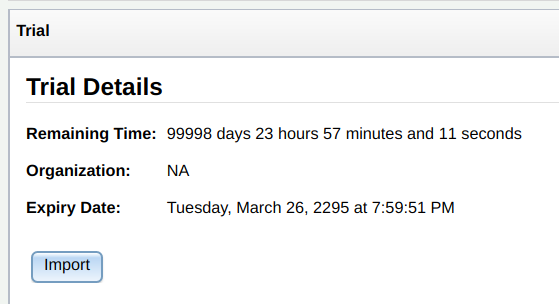 Trial
Trial Details
Remaining Time: 99998 days 23 hours 57 minutes and 11 seconds
Organization: NA
Expiry Date: Tuesday, March 26, 2295 at 7:59:51 PM
Import